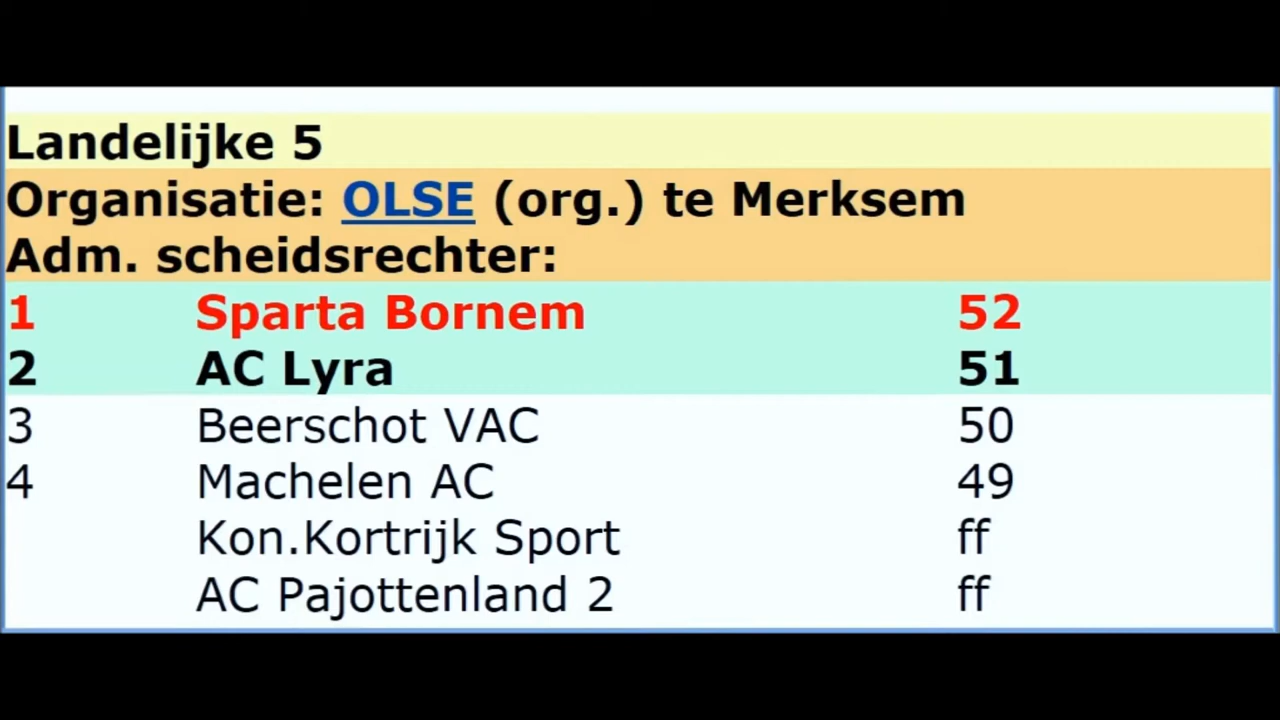 Landelijke 5
Organisatie: OLSE (org.) te Merksem
Adm. scheidsrechter:
1 Sparta Bornem 52
2 AC Lyra 51
3 Beerschot VAC 50
4 Machelen AC 49
Kon.Kortrijk Sport ff
AC Pajottenland 2 ff